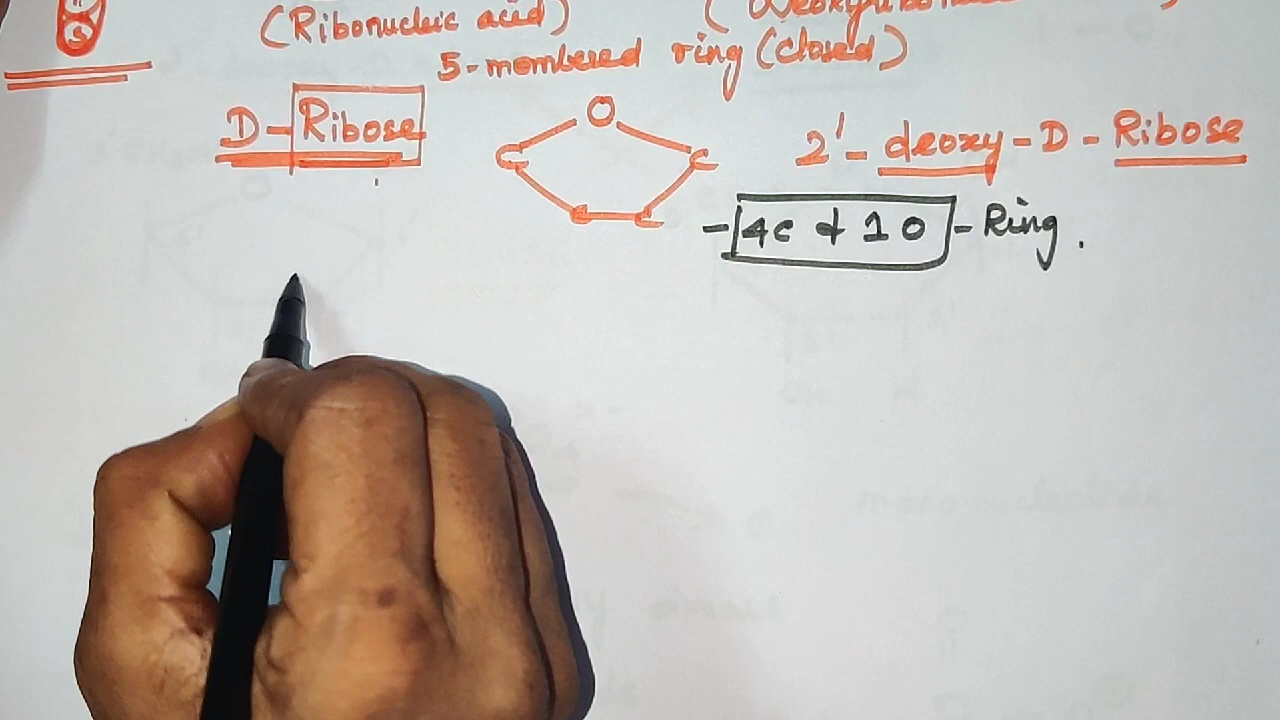 (Ribonucleic acid) (
5-membered ring (closed)
D-Ribose
O
C C
C C
2'- deoxy-D-Ribose
-4C & 1 O-Ring.